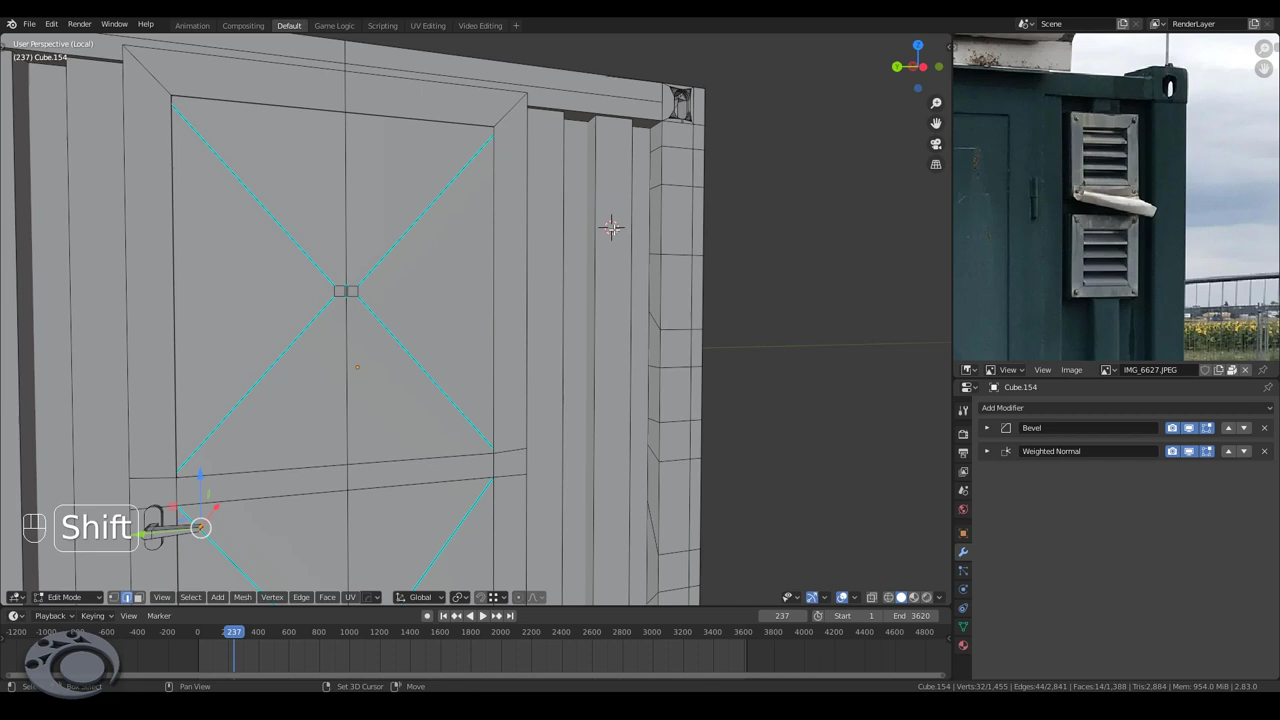 File Edit Render Window Help Animation Compositing Default Game Logic Scripting UV Editing Video Editing + Scene RenderLayer
User Perspective (Local)
(237) Cube.154
Z
Y
View View Image IMG_6627.JPEG
Cube.154
Add Modifier
Bevel
Weighted Normal
Shift
Edit Mode View Select Add Mesh Vertex Edge Face UV Global
Playback Keying View Marker 237 Start 1 End 3620
-1200 -1000 -800 -600 -400 -200 0 237 400 600 800 1000 1200 1400 1600 1800 2000 2200 2400 2600 2800 3000 3200 3400 3600 3800 4000 4200 4400 4600 4800
Box Select Pan View Set 3D Cursor Move Cube.154 | Verts:32/1,455 | Edges:44/2,841 | Faces:14/1,388 | Tris:2,884 | Mem: 954.0 MiB | 2.83.0